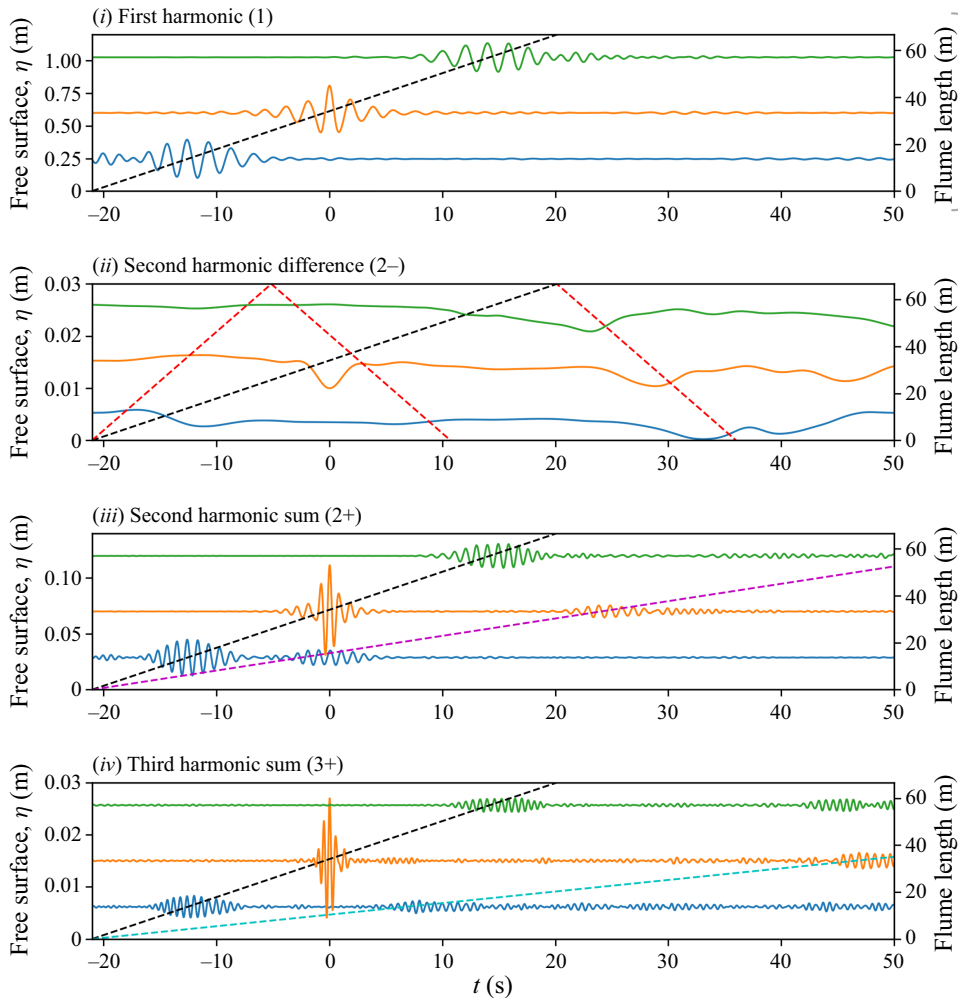 (i) First harmonic (1)
Free surface, η (m)
1.00
0.75
0.50
0.25
0
60
40
20
0
Flume length (m)
–20 –10 0 10 20 30 40 50
(ii) Second harmonic difference (2–)
Free surface, η (m)
0.03
0.02
0.01
0
60
40
20
0
Flume length (m)
–20 –10 0 10 20 30 40 50
(iii) Second harmonic sum (2+)
Free surface, η (m)
0.10
0.05
0
60
40
20
0
Flume length (m)
–20 –10 0 10 20 30 40 50
(iv) Third harmonic sum (3+)
Free surface, η (m)
0.03
0.02
0.01
0
60
40
20
0
Flume length (m)
–20 –10 0 10 20 30 40 50
t (s)